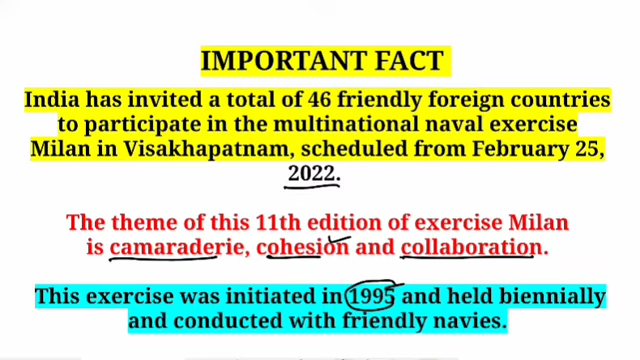 IMPORTANT FACT
India has invited a total of 46 friendly foreign countries
to participate in the multinational naval exercise
Milan in Visakhapatnam, scheduled from February 25,
2022.
The theme of this 11th edition of exercise Milan
is camaraderie, cohesion and collaboration.
This exercise was initiated in 1995 and held biennially
and conducted with friendly navies.